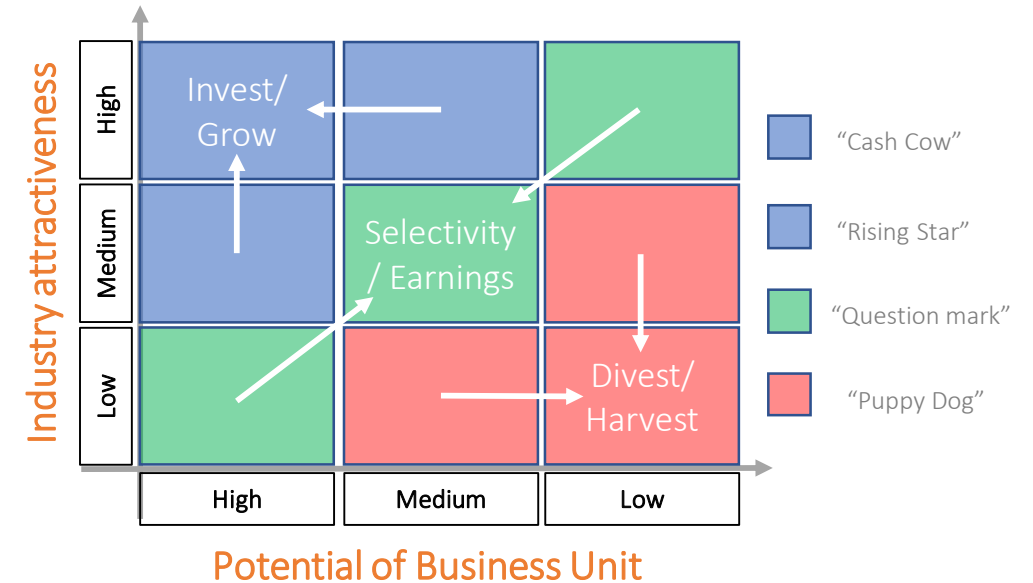 Industry attractiveness
High
Medium
Low
Invest/
Grow
Selectivity
/ Earnings
Divest/
Harvest
High
Medium
Low
Potential of Business Unit
“Cash Cow”
“Rising Star”
“Question mark”
“Puppy Dog”